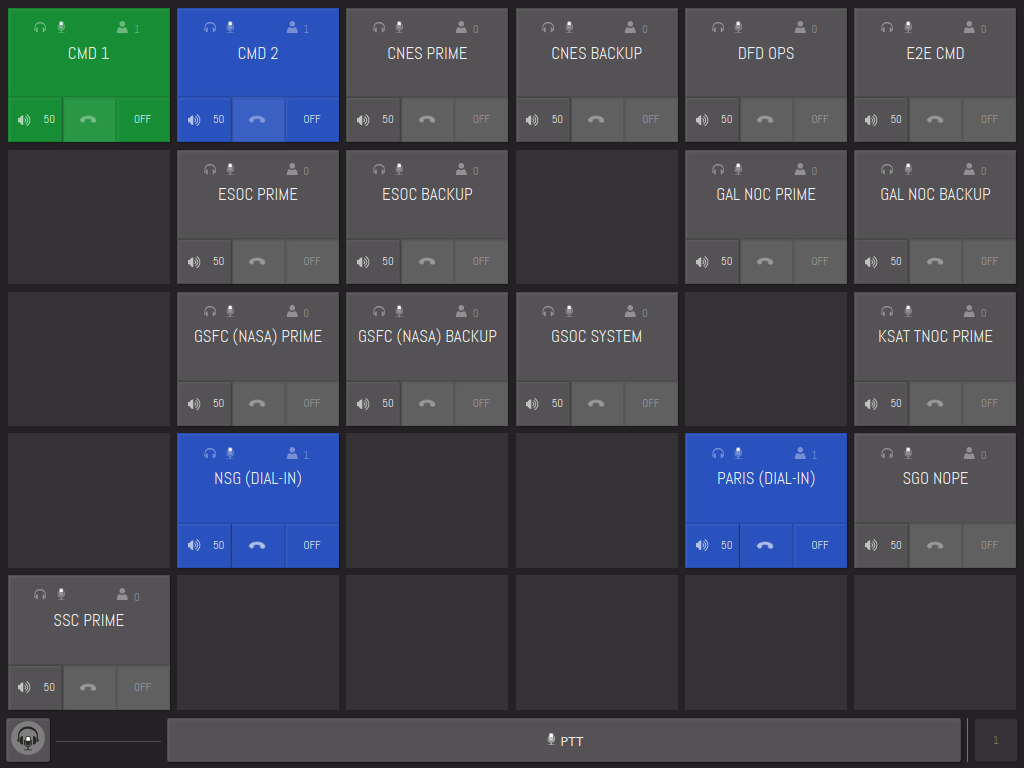 1 1 0 0 0 0
CMD 1 CMD 2 CNES PRIME CNES BACKUP DFD OPS E2E CMD
50 OFF 50 OFF 50 OFF 50 OFF 50 OFF 50 OFF
0 0 0 0
ESOC PRIME ESOC BACKUP GAL NOC PRIME GAL NOC BACKUP
50 OFF 50 OFF 50 OFF 50 OFF
0 0 0 0
GSFC (NASA) PRIME GSFC (NASA) BACKUP GSOC SYSTEM KSAT TNOC PRIME
50 OFF 50 OFF 50 OFF 50 OFF
1 1 0
NSG (DIAL-IN) PARIS (DIAL-IN) SGO NOPE
50 OFF 50 OFF 50 OFF
0
SSC PRIME
50 OFF
PTT 1